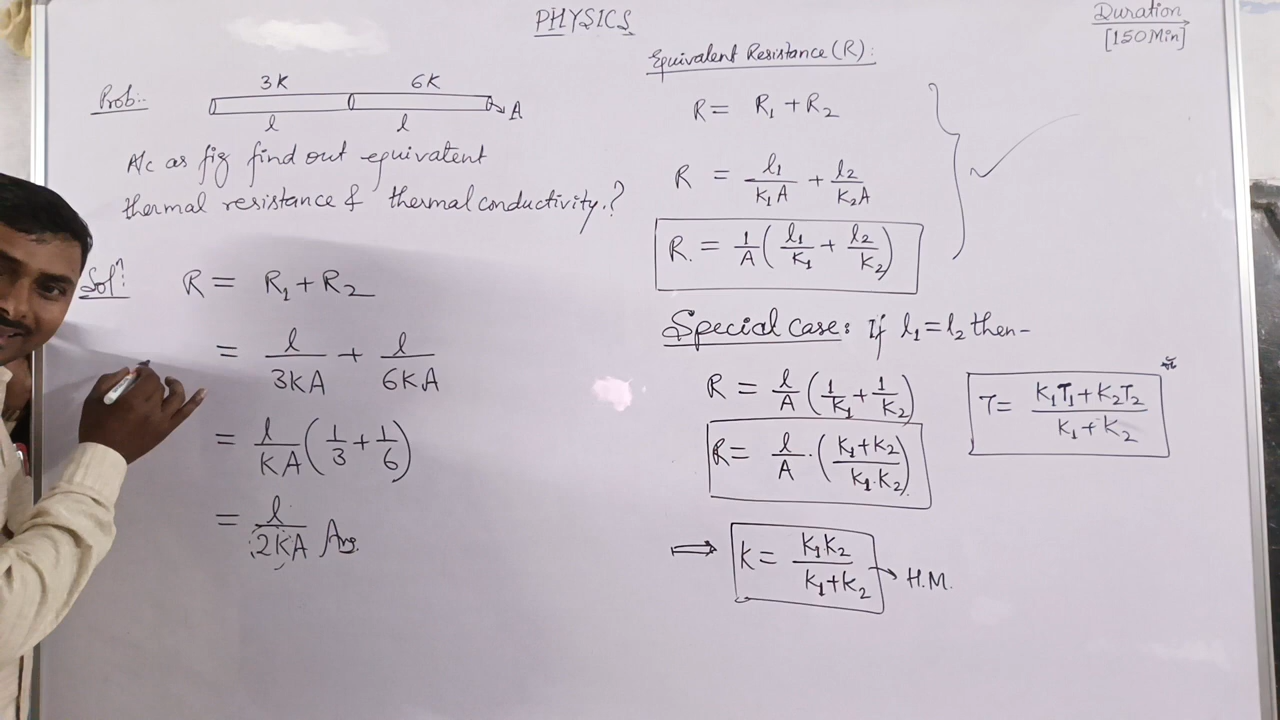 PHYSICS
Duration
[150 Min]
Prob:-
3K 6K
A
l l
A/c as fig find out equivalent
thermal resistance & thermal conductivity.?
Sol?
R = R1 + R2
= l/3KA + l/6KA
= l/KA (1/3 + 1/6)
= l/2KA Ans.
Equivalent Resistance (R):
R = R1 + R2
R = l1/K1A + l2/K2A
R = 1/A (l1/K1 + l2/K2)
Special case: If l1 = l2 then -
R = l/A (1/K1 + 1/K2)
R = l/A · (K1+K2/K1·K2)
T = K1T1 + K2T2/K1 + K2
⇒ K = K1·K2/K1+K2 → H.M.